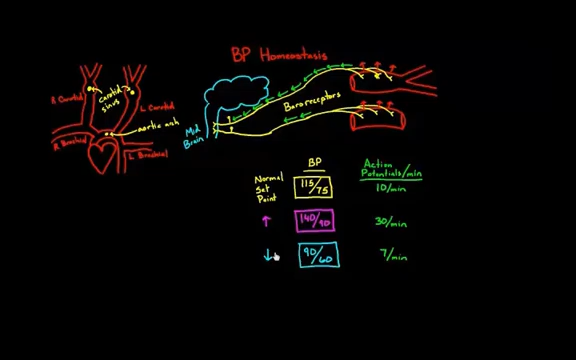 BP Homeostasis
R Carotid
carotid sinus
L Carotid
aortic arch
R Brachial
L Brachial
Mid Brain
Baroreceptors
BP
Action Potentials/min
Normal Set Point
115/75
10/min
↑
140/90
30/min
↓
90/60
7/min